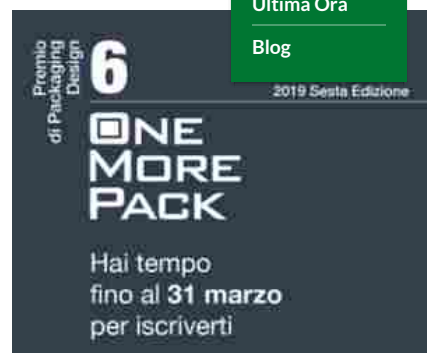 Ultima Ora
Blog
Premio
di Packaging
Design
6
2019 Sesta Edizione
ONE
MORE
PACK
Hai tempo
fino al 31 marzo
per iscriverti